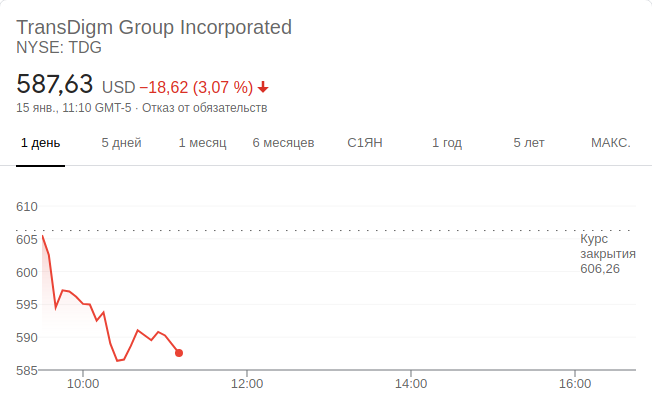 TransDigm Group Incorporated
NYSE: TDG
587,63 USD −18,62 (3,07 %)
15 янв., 11:10 GMT-5 · Отказ от обязательств
1 день 5 дней 1 месяц 6 месяцев С1ЯН 1 год 5 лет МАКС.
610
605
600
595
590
585
Курс
закрытия
606,26
10:00 12:00 14:00 16:00